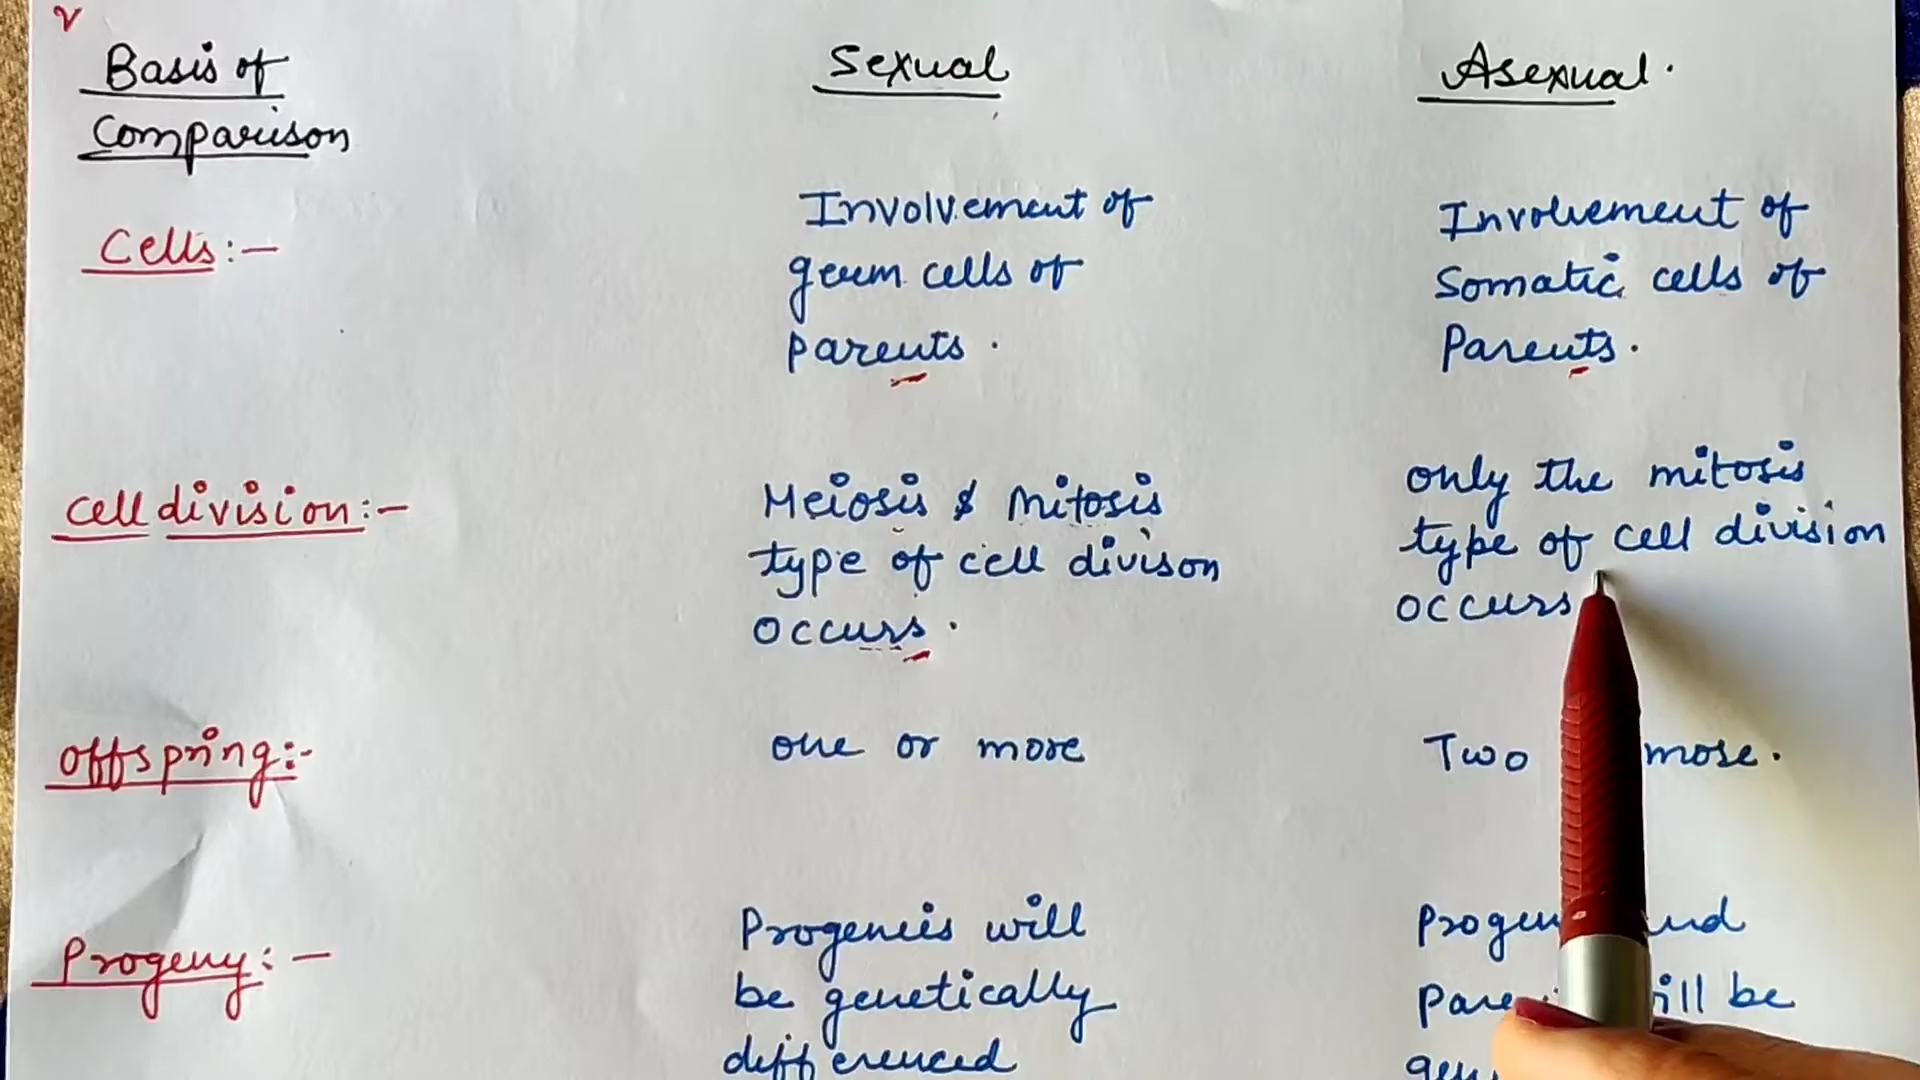 Basis of
Comparison
Sexual
Asexual.
Cells:-
Involvement of
germ cells of
parents.
Involvement of
Somatic cells of
Parents.
cell division:-
Meiosis & Mitosis
type of cell divison
occurs.
only the mitosis
type of cell division
occurs
offspring:-
one or more
Two more.
Progeny:-
Progeneis will
be genetically
differenced
will be